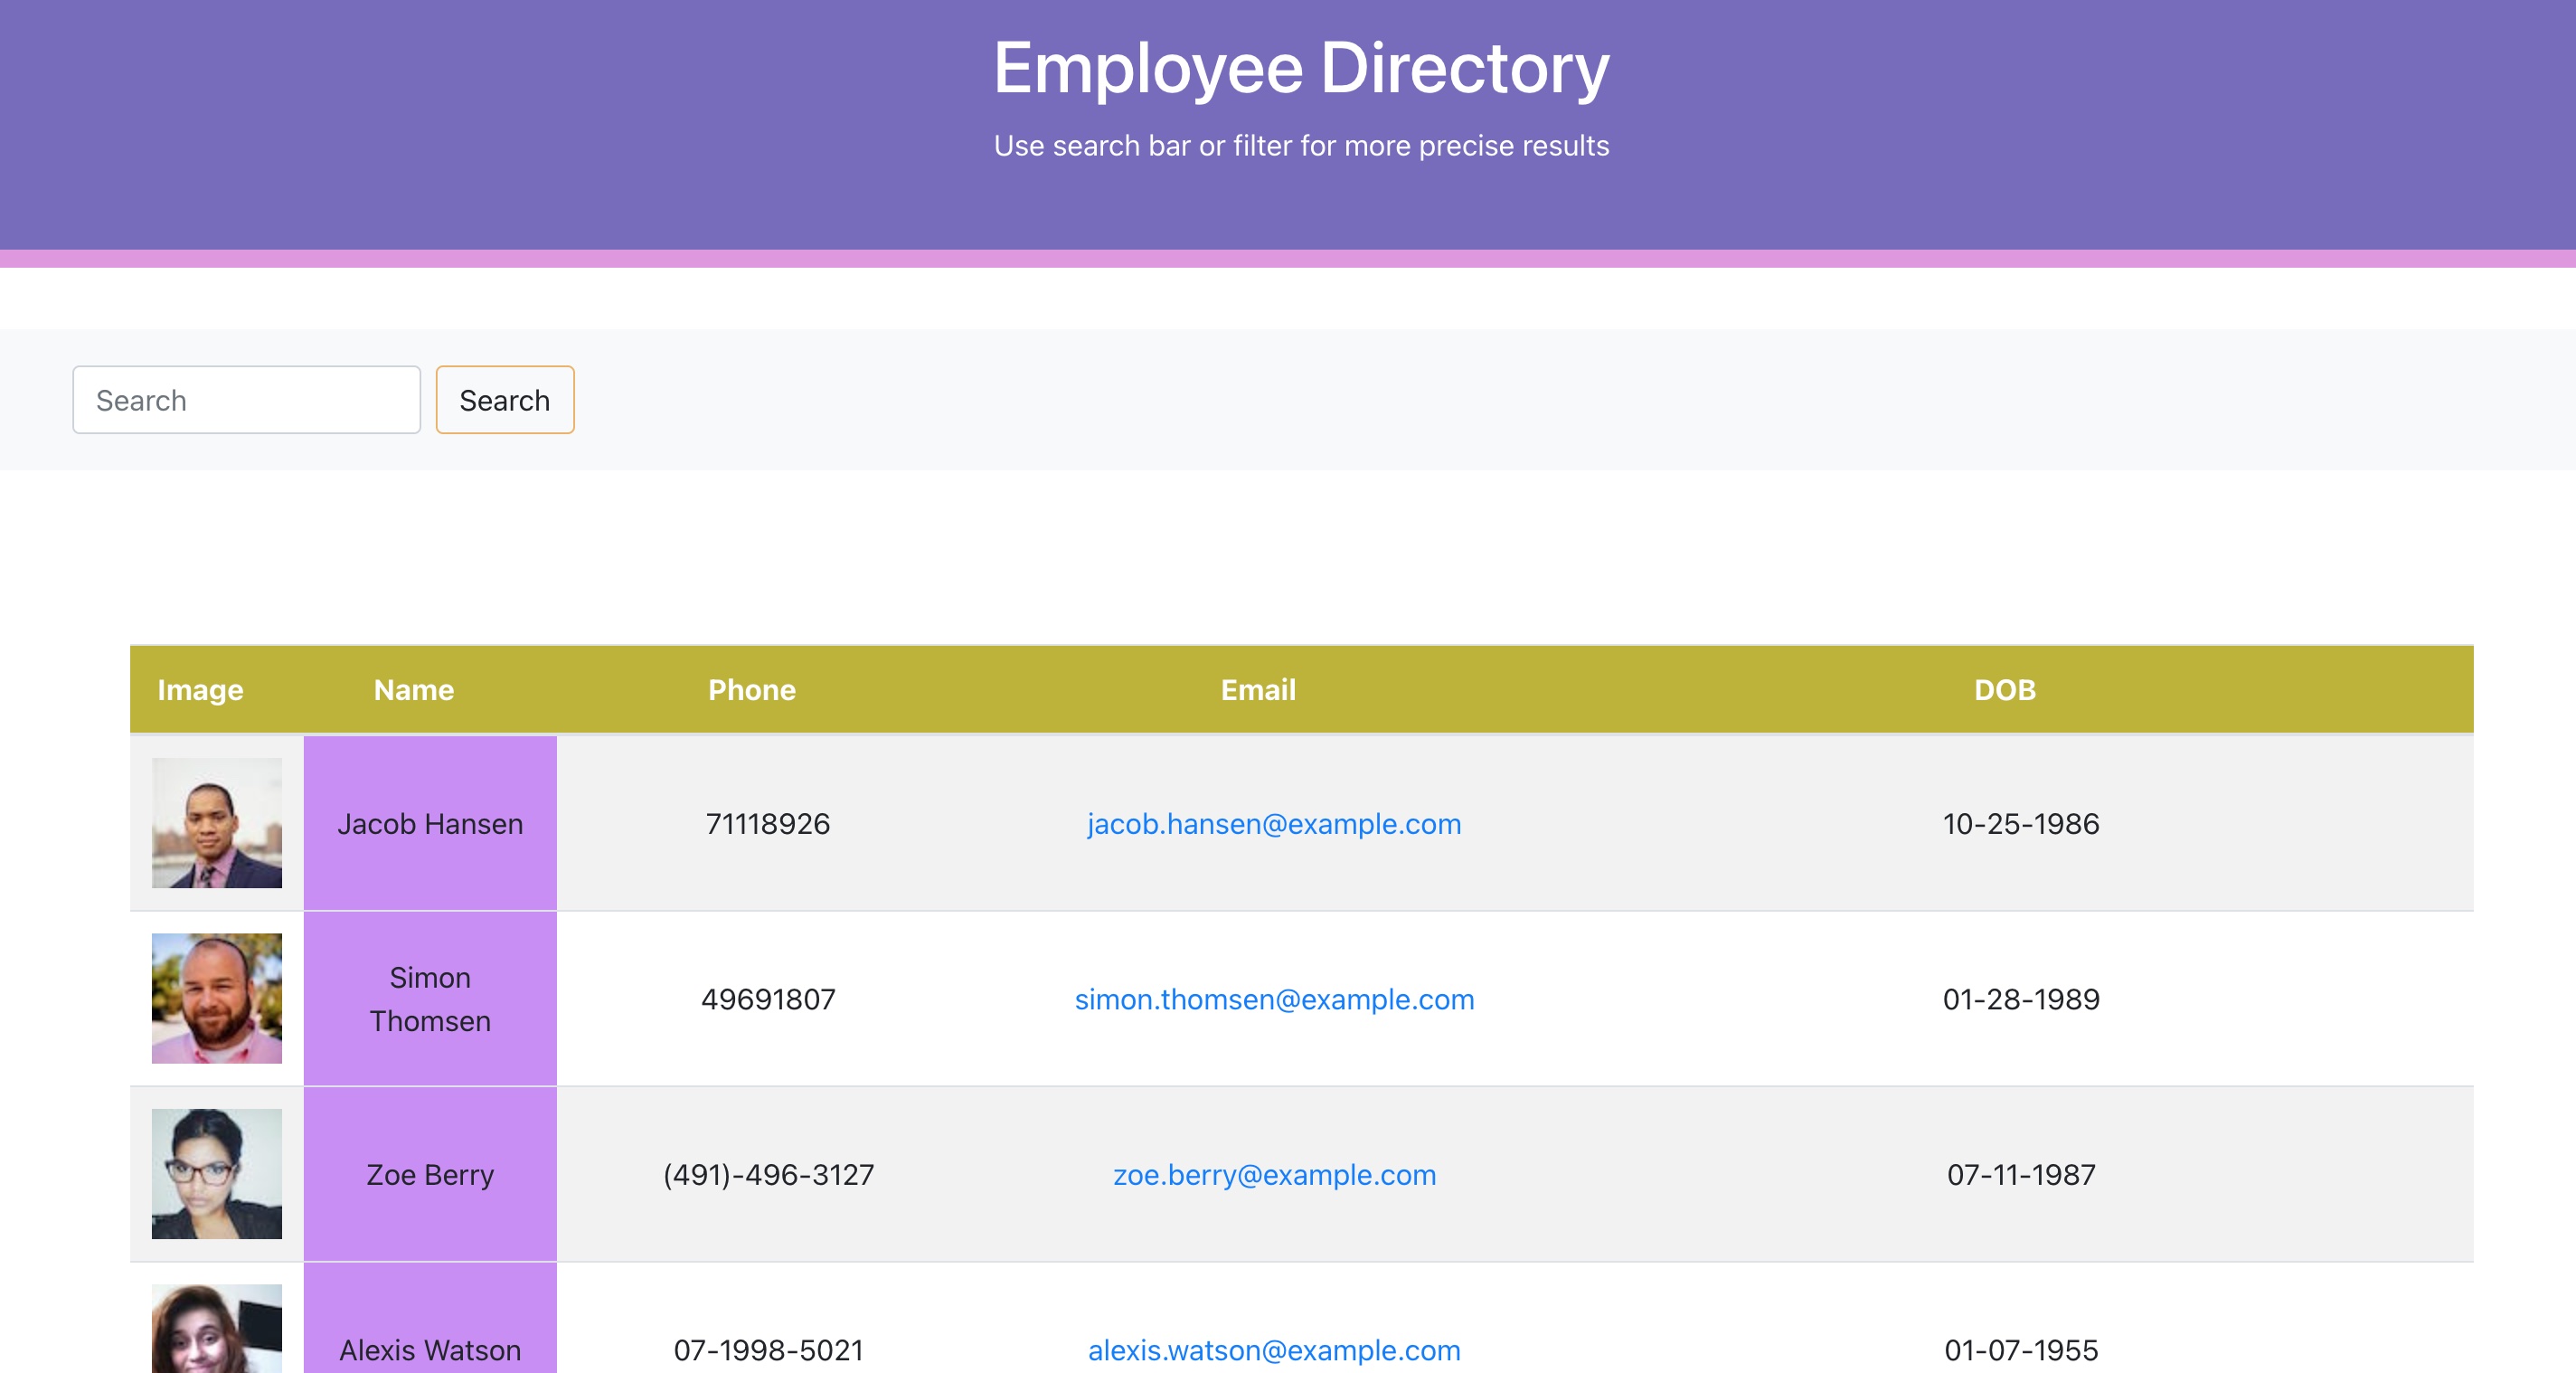 Employee Directory
Use search bar or filter for more precise results
Search Search
Image Name Phone Email DOB
Jacob Hansen 71118926 jacob.hansen@example.com 10-25-1986
Simon
Thomsen 49691807 simon.thomsen@example.com 01-28-1989
Zoe Berry (491)-496-3127 zoe.berry@example.com 07-11-1987
Alexis Watson 07-1998-5021 alexis.watson@example.com 01-07-1955